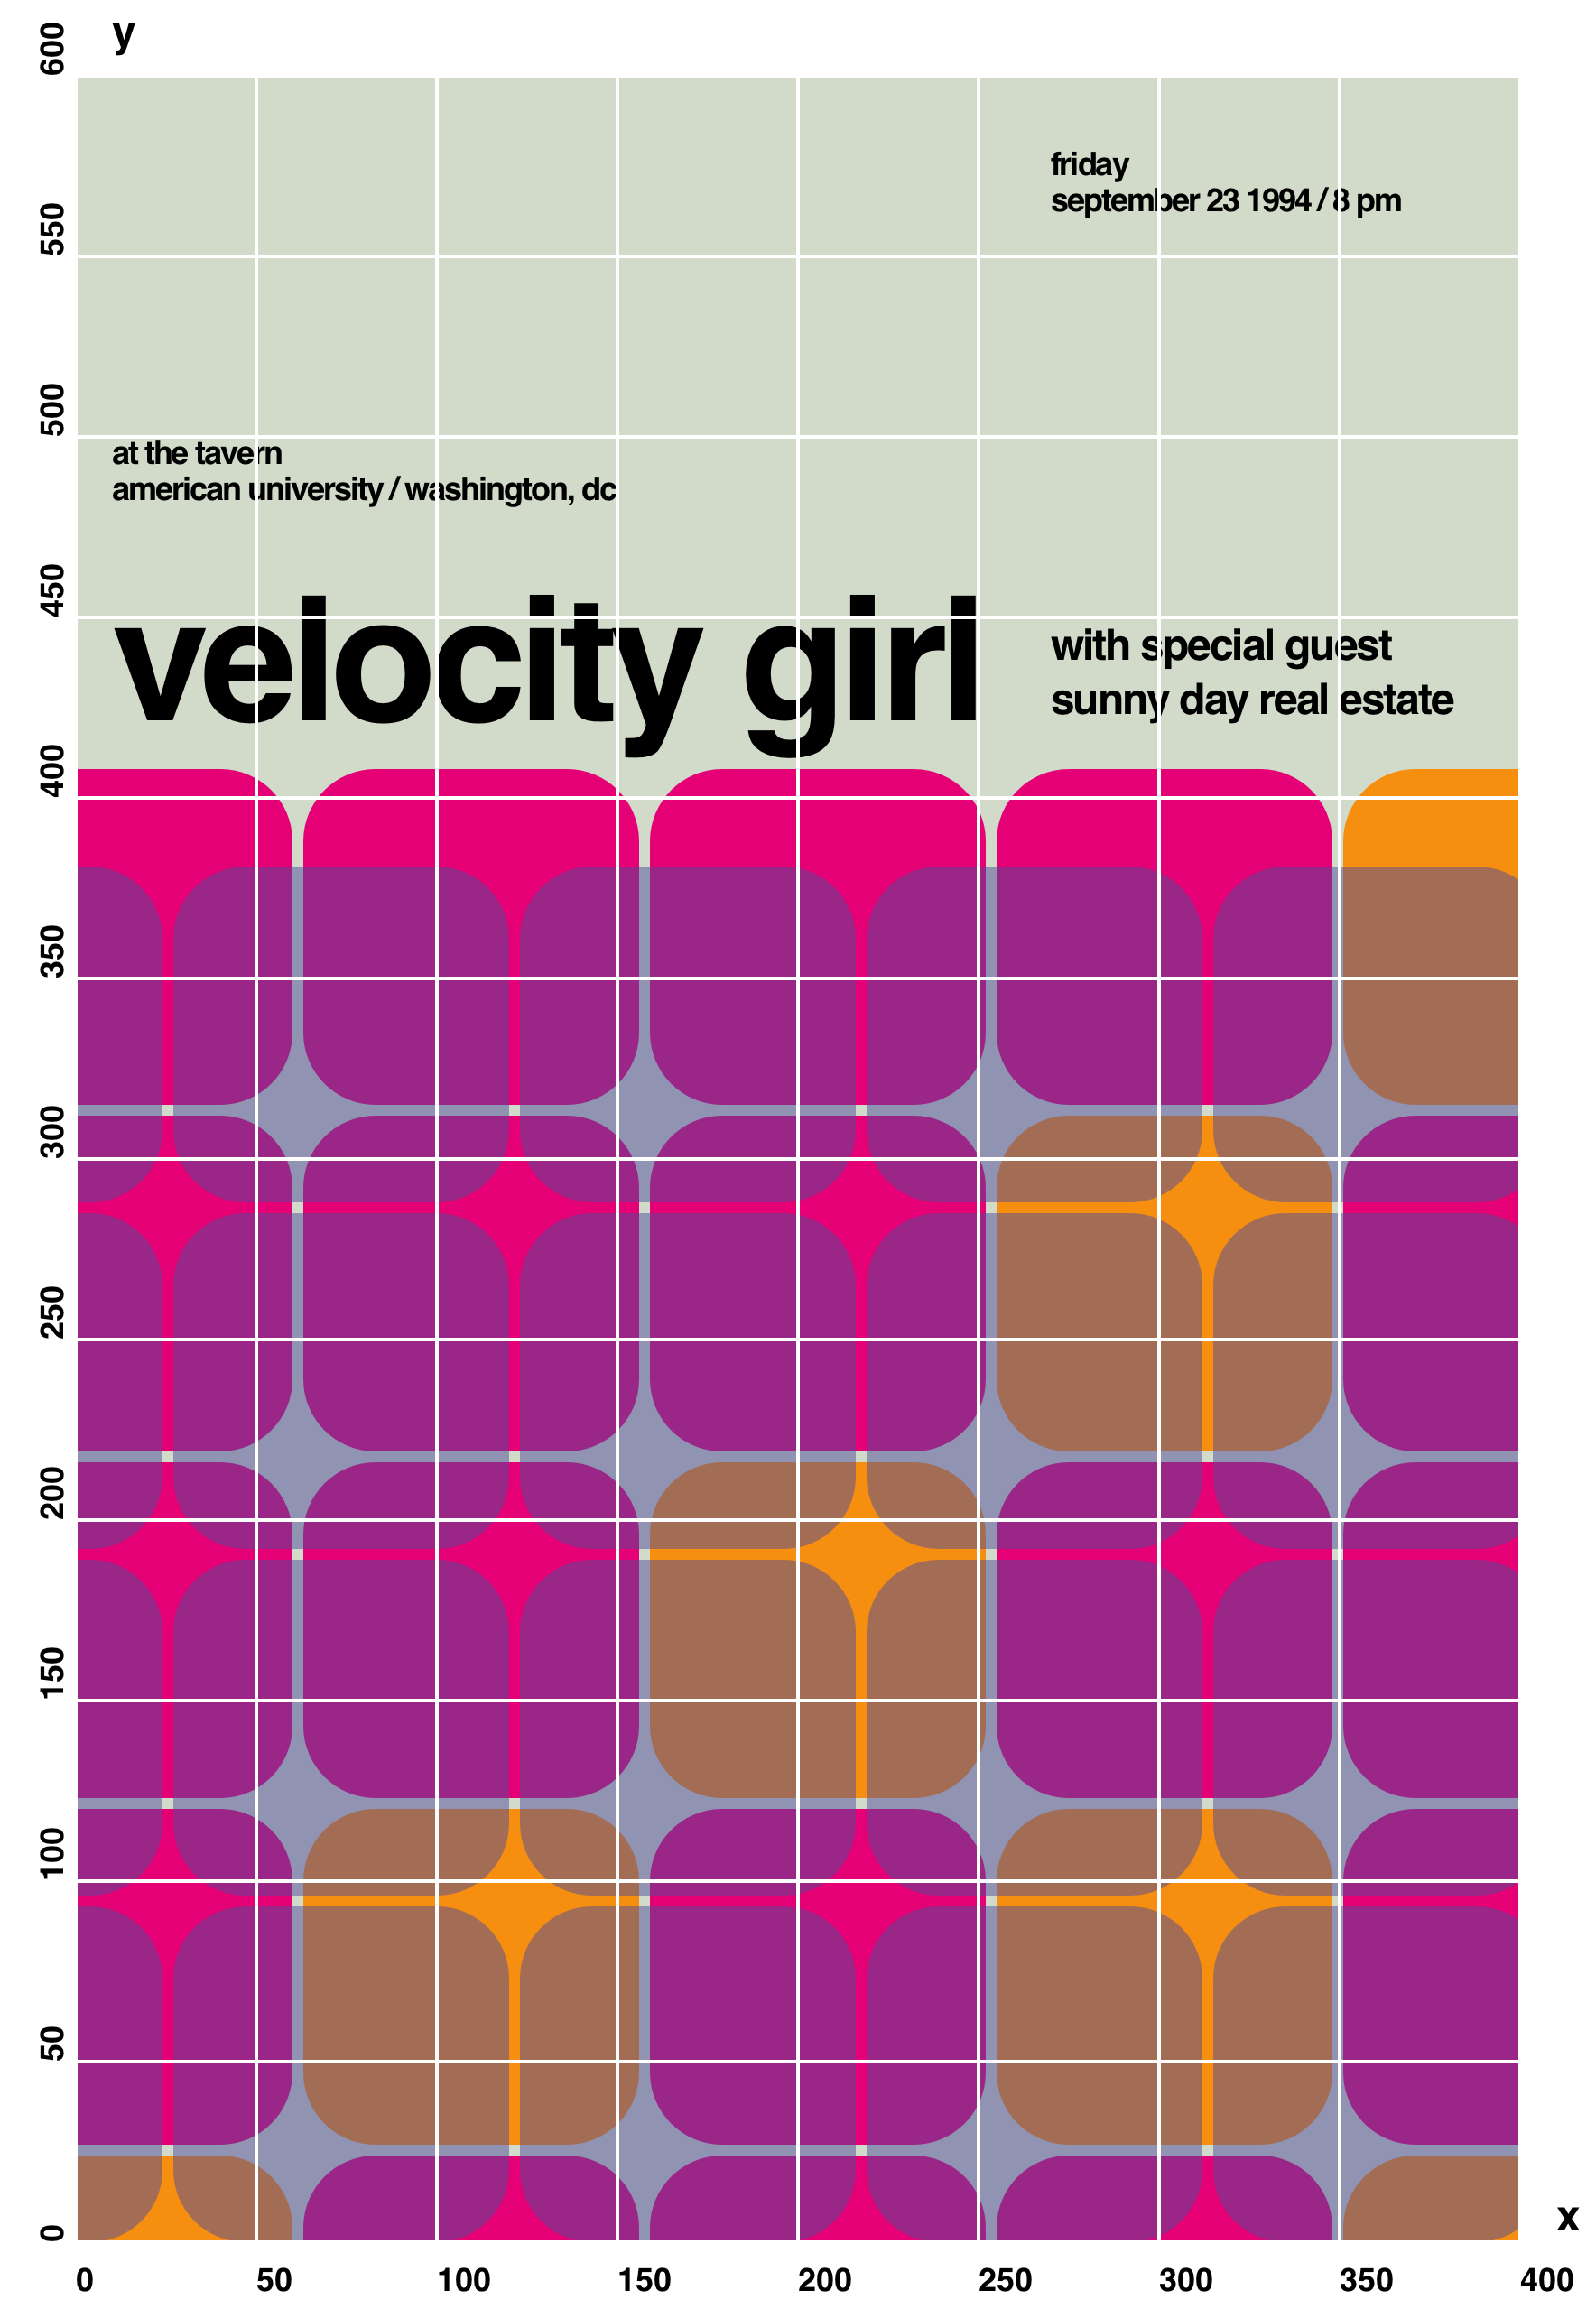 y
600
friday
september 23 1994 / 8 pm
550
500
at the tavern
american university / washington, dc
450
velocity girl
with special guest
sunny day real estate
400
350
300
250
200
150
100
50
0
x
0 50 100 150 200 250 300 350 400